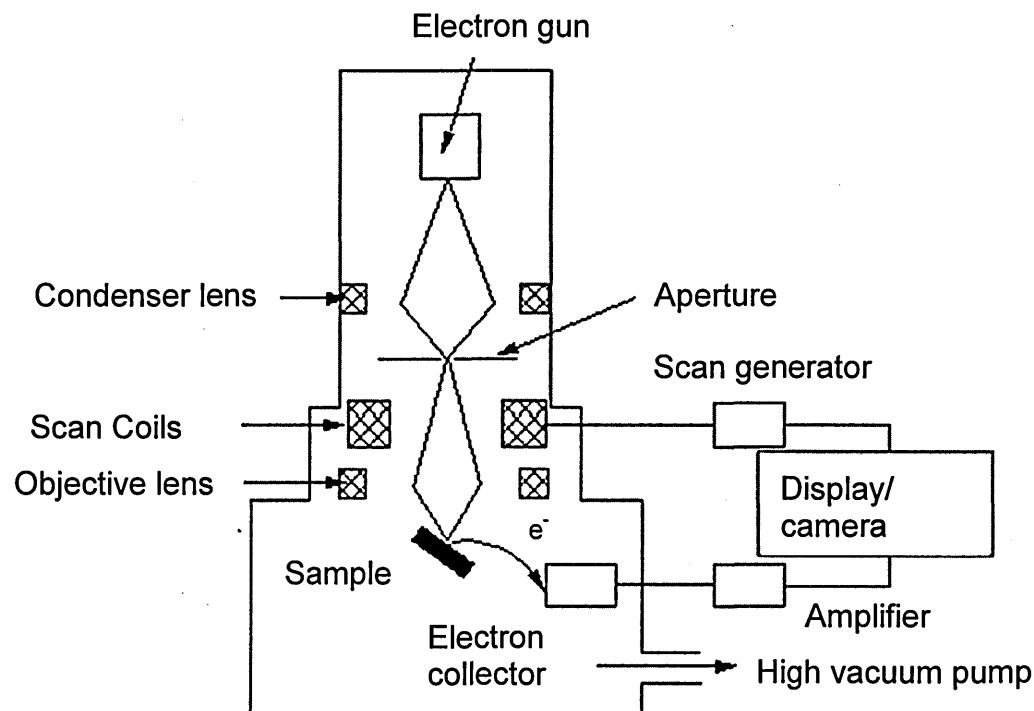 Electron gun
Condenser lens
Aperture
Scan generator
Scan Coils
Objective lens
Display/
camera
e-
Sample
Amplifier
Electron
collector
High vacuum pump